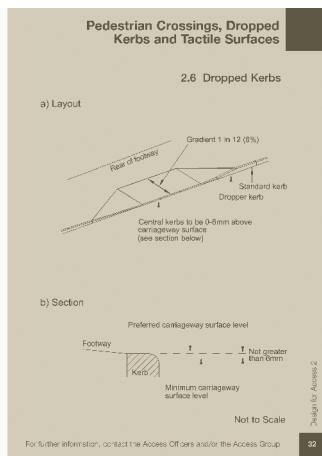 Pedestrian Crossings, Dropped
Kerbs and Tactile Surfaces
2.6 Dropped Kerbs
a) Layout
Gradient 1 in 12 (8%)
Rear of footway
Standard kerb
Dropper kerb
Central kerbs to be 0-6mm above
carriageway surface
(see section below)
b) Section
Preferred carriageway surface level
Footway
Not greater
than 6mm
Kerb
Minimum carriageway
surface level
Not to Scale
Design for Access 2
For further information, contact the Access Officers and/or the Access Group
32